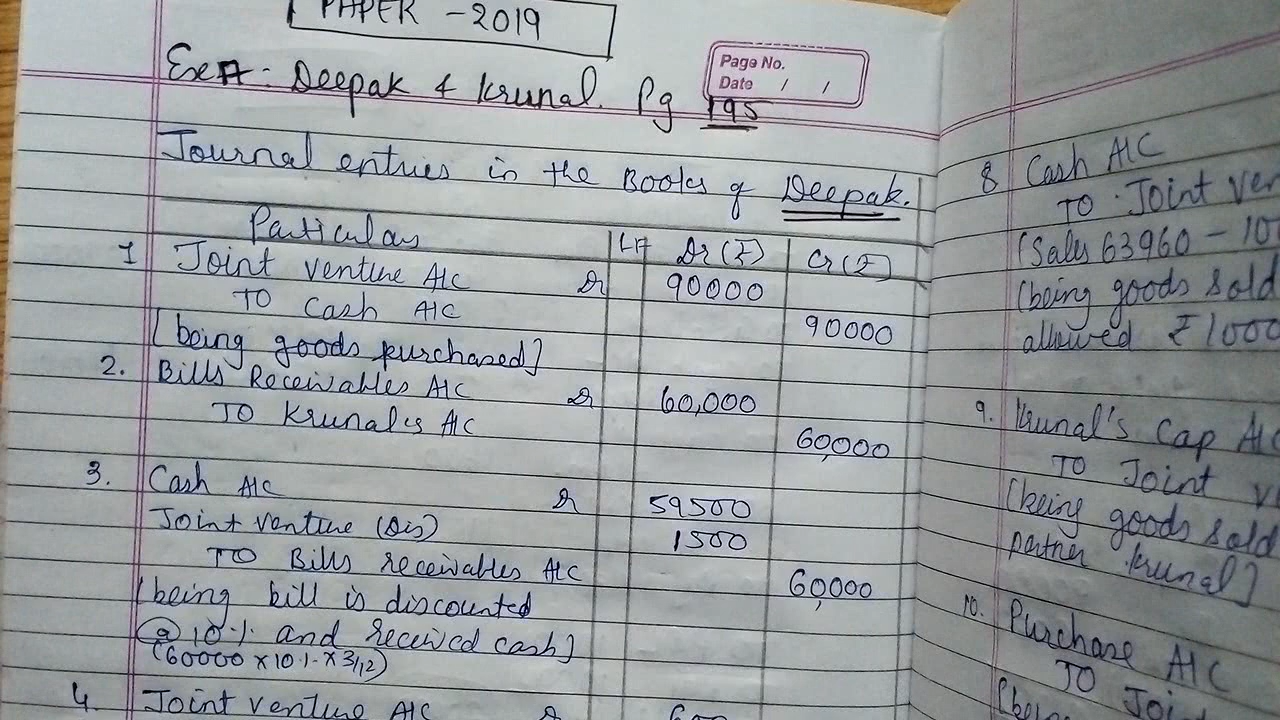 PAPER - 2019
Page No.
Date / /
Ex A: Deepak & Krunal. Pg 195
Journal entries in the Books of Deepak.
Particulars LF Dr (₹) Cr (₹)
1 Joint venture A/C Dr 90000
TO Cash A/C 90000
[being goods purchased]
2. Bills Receivables A/C Dr 60,000
TO Krunal's A/C 60,000
3. Cash A/C Dr 59500
Joint venture (Dis) 1500
TO Bills receivables A/C 60,000
[being bill is discounted
@ 10% and received cash]
(60000 × 10% × 3/12)
4. Joint venture A/C Dr
8 Cash A/C
TO Joint Ven
(Sales 63960 - 10
[being goods sold
allowed ₹ 1000
9. Krunal's Cap A/C
TO Joint v
[being goods sold
partner Krunal]
10. Purchase A/C
TO Join
[being